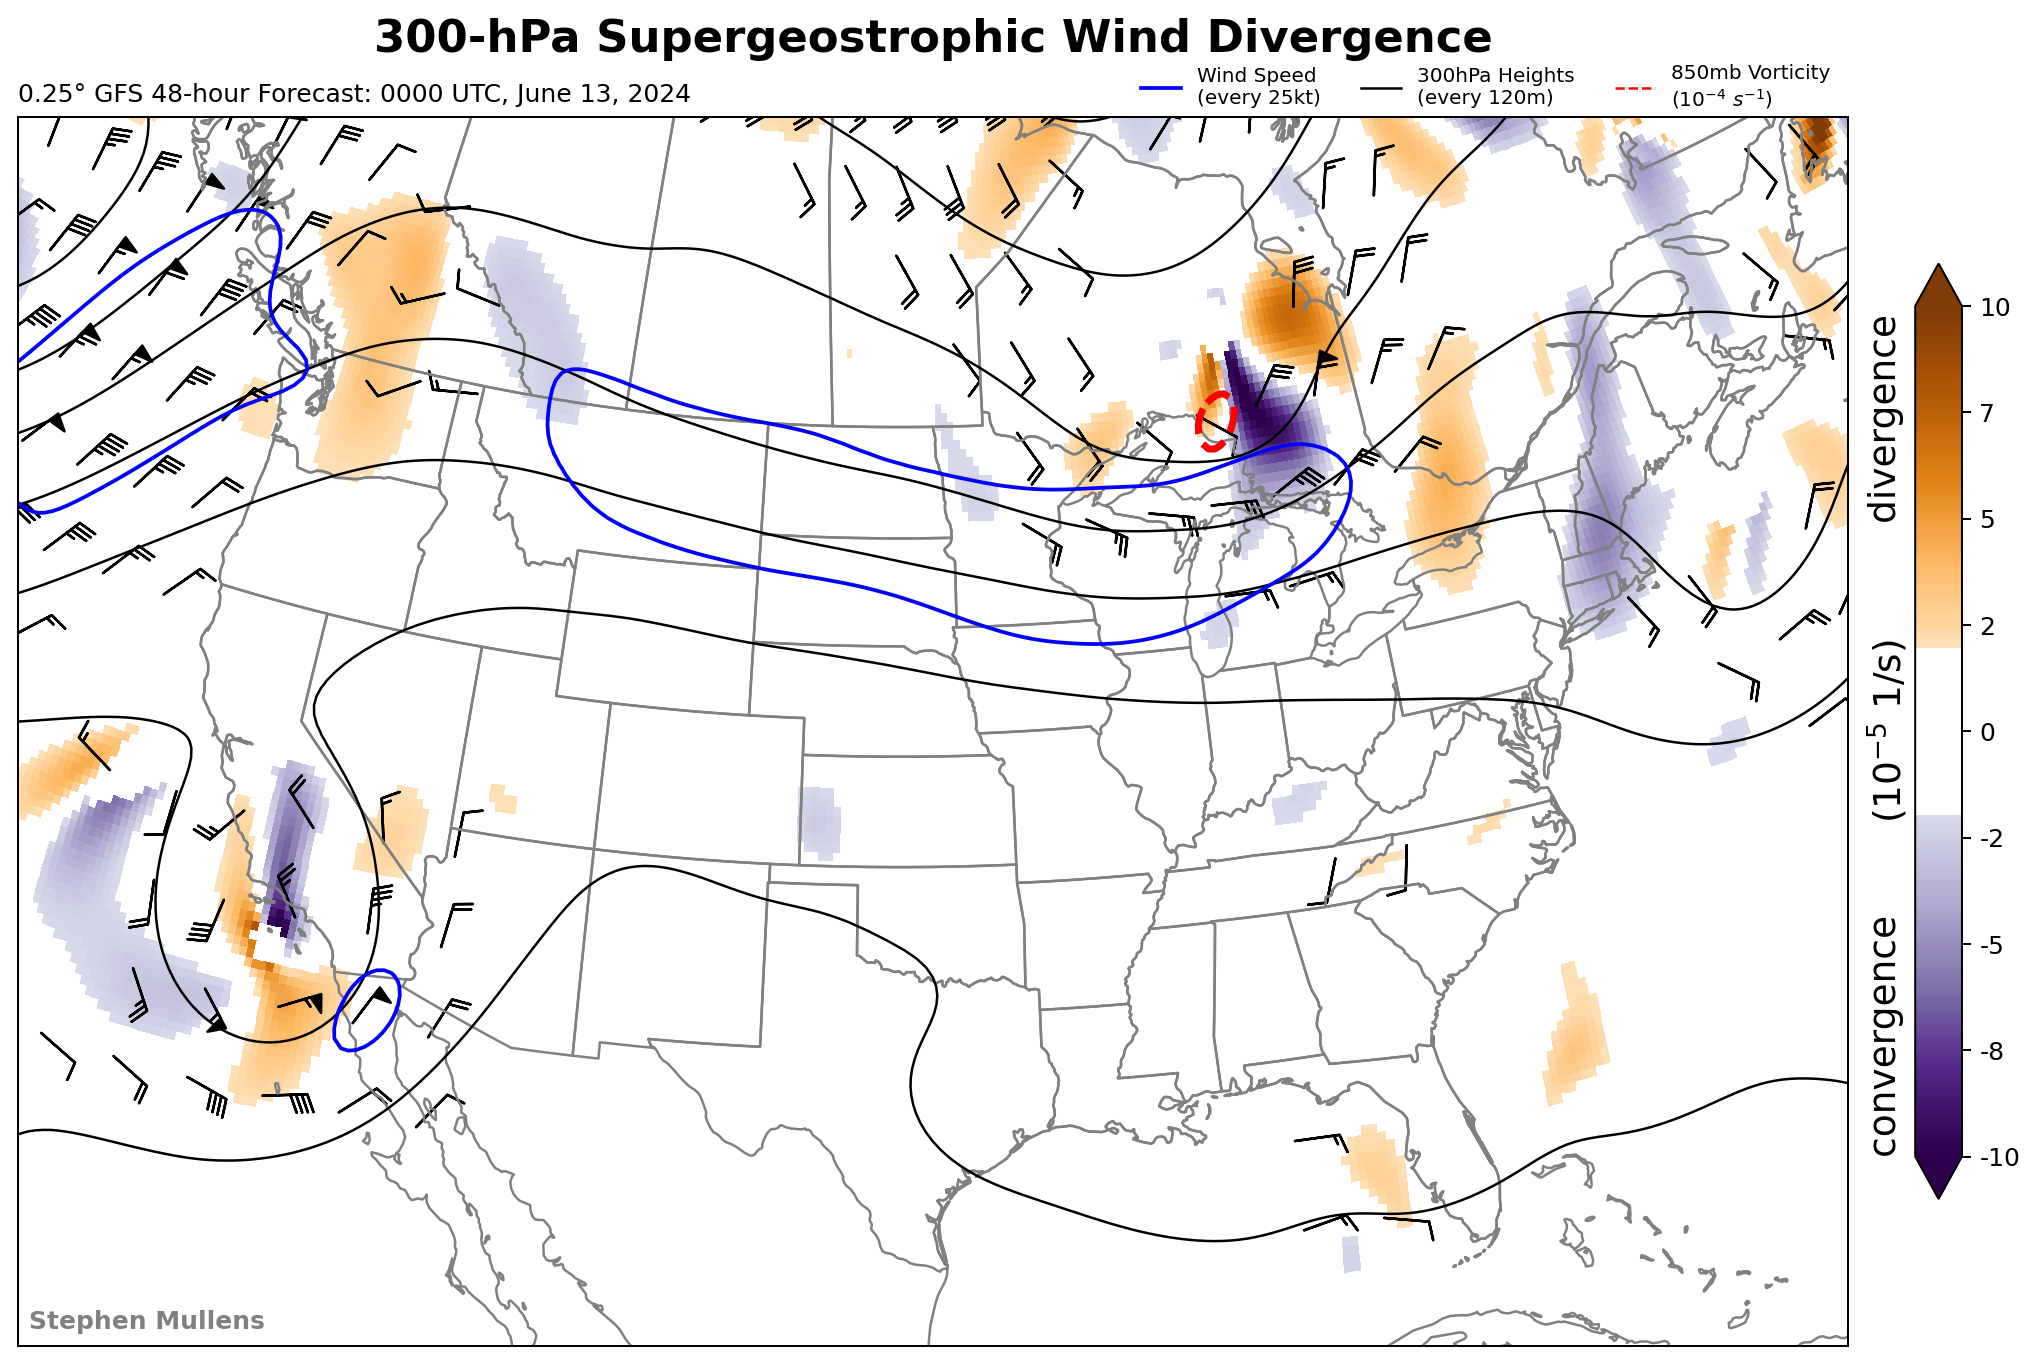 300-hPa Supergeostrophic Wind Divergence
0.25° GFS 48-hour Forecast: 0000 UTC, June 13, 2024
Wind Speed
(every 25kt)
300hPa Heights
(every 120m)
850mb Vorticity
(10⁻⁴ s⁻¹)
10
7
5
2
0
-2
-5
-8
-10
convergence (10⁻⁵ 1/s) divergence
Stephen Mullens